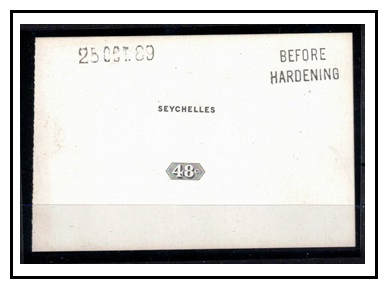 25 OCT. 89
BEFORE
HARDENING
SEYCHELLES
48c